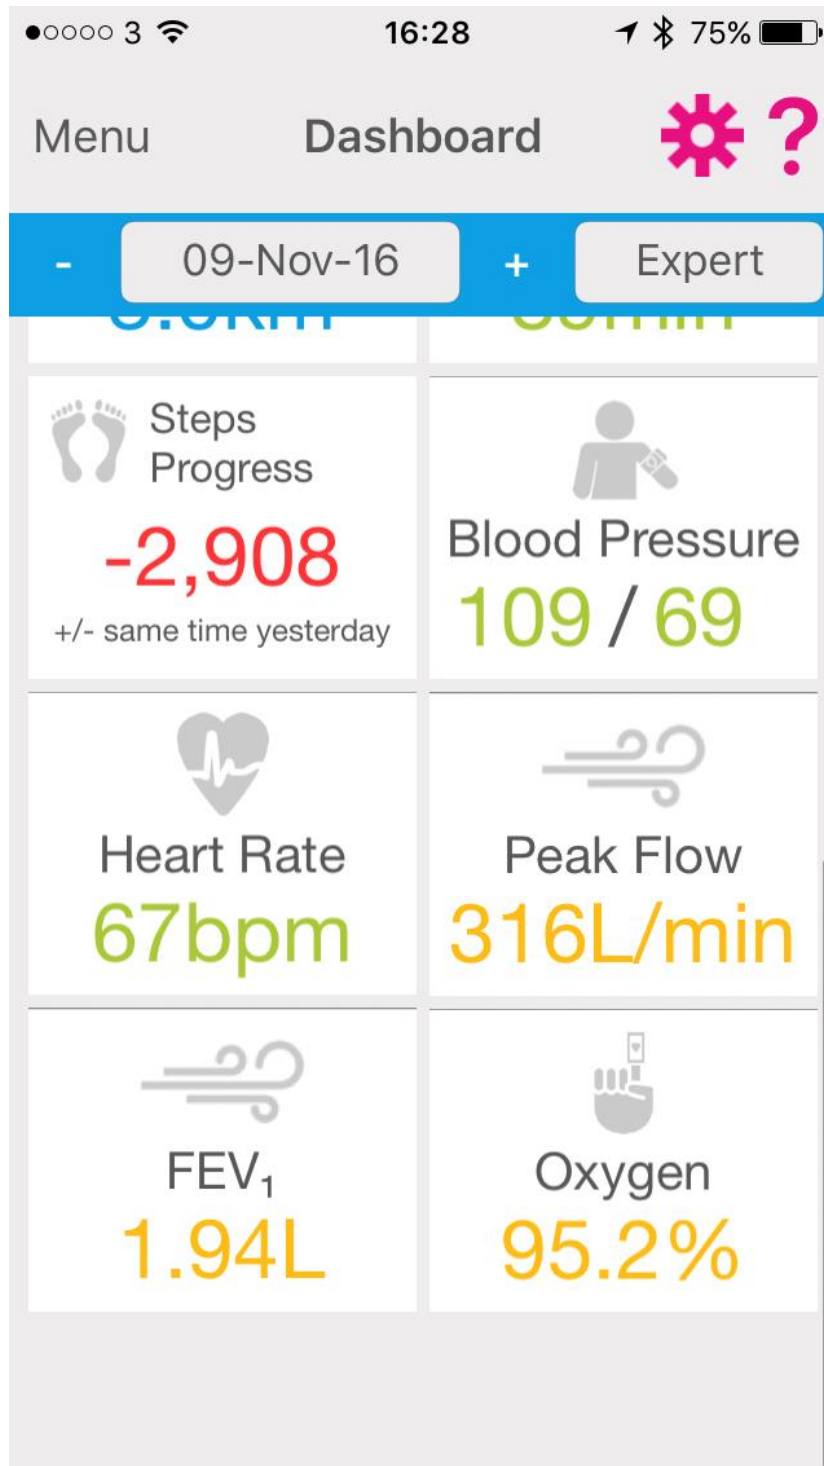 3 16:28 75%
Menu Dashboard ?
- 09-Nov-16 + Expert
Steps
Progress
-2,908
+/- same time yesterday
Blood Pressure
109 / 69
Heart Rate
67bpm
Peak Flow
316L/min
FEV₁
1.94L
Oxygen
95.2%